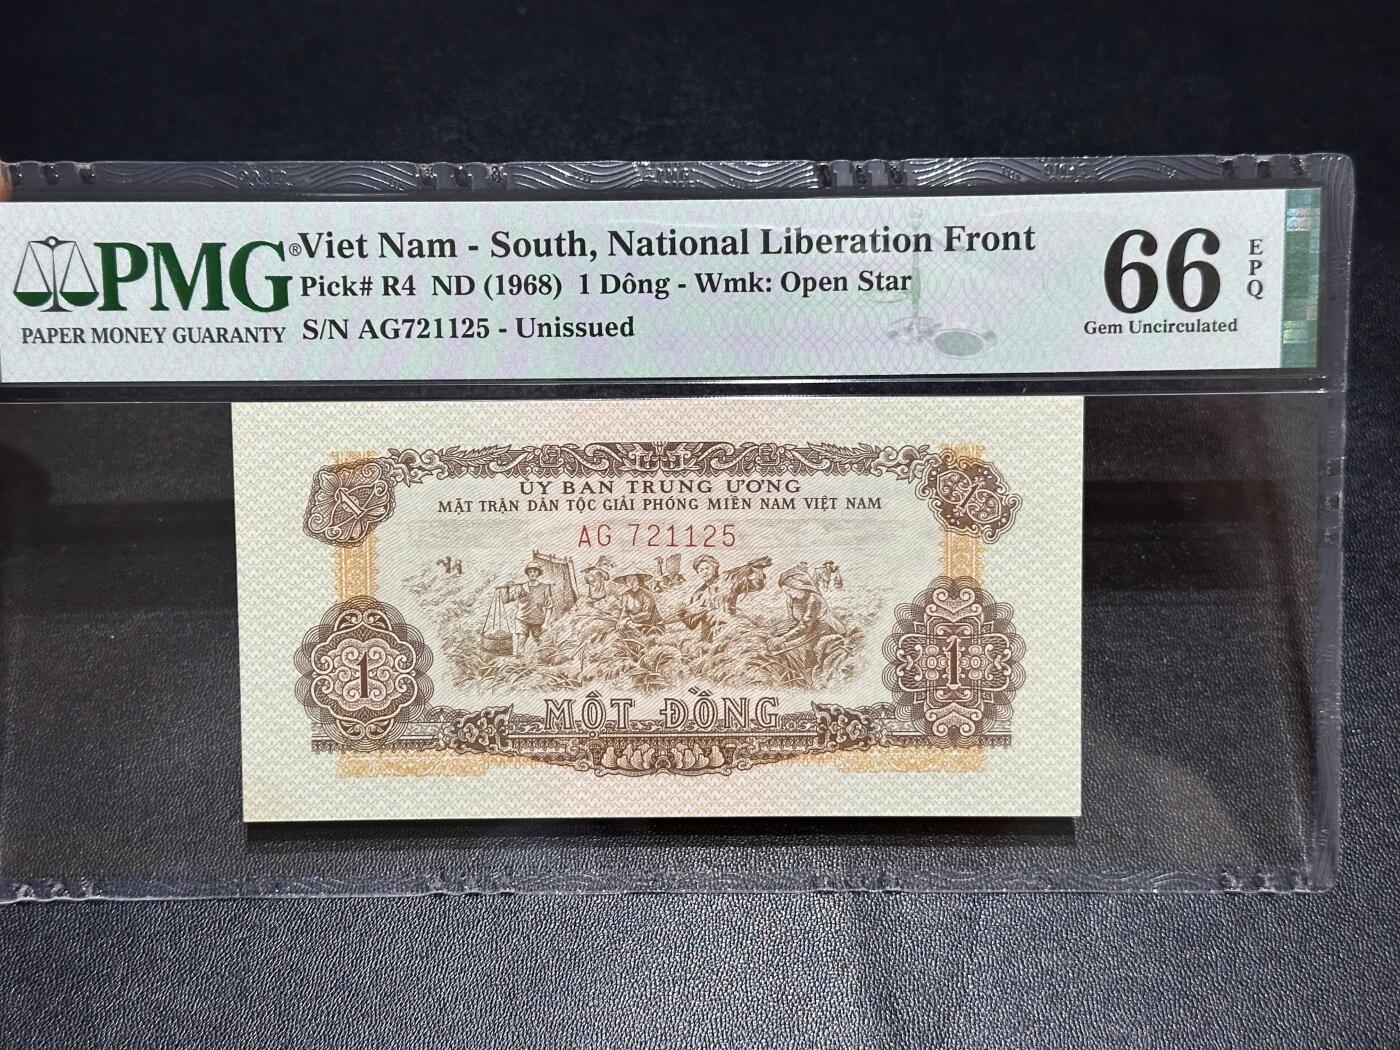 PMG® Viet Nam - South, National Liberation Front
Pick# R4 ND (1968) 1 Dông - Wmk: Open Star
PAPER MONEY GUARANTY S/N AG721125 - Unissued
66 EPQ
Gem Uncirculated
ỦY BAN TRUNG ƯƠNG
MẶT TRẬN DÂN TỘC GIẢI PHÓNG MIỀN NAM VIỆT NAM
AG 721125
1
1
1
1
MỘT ĐỒNG